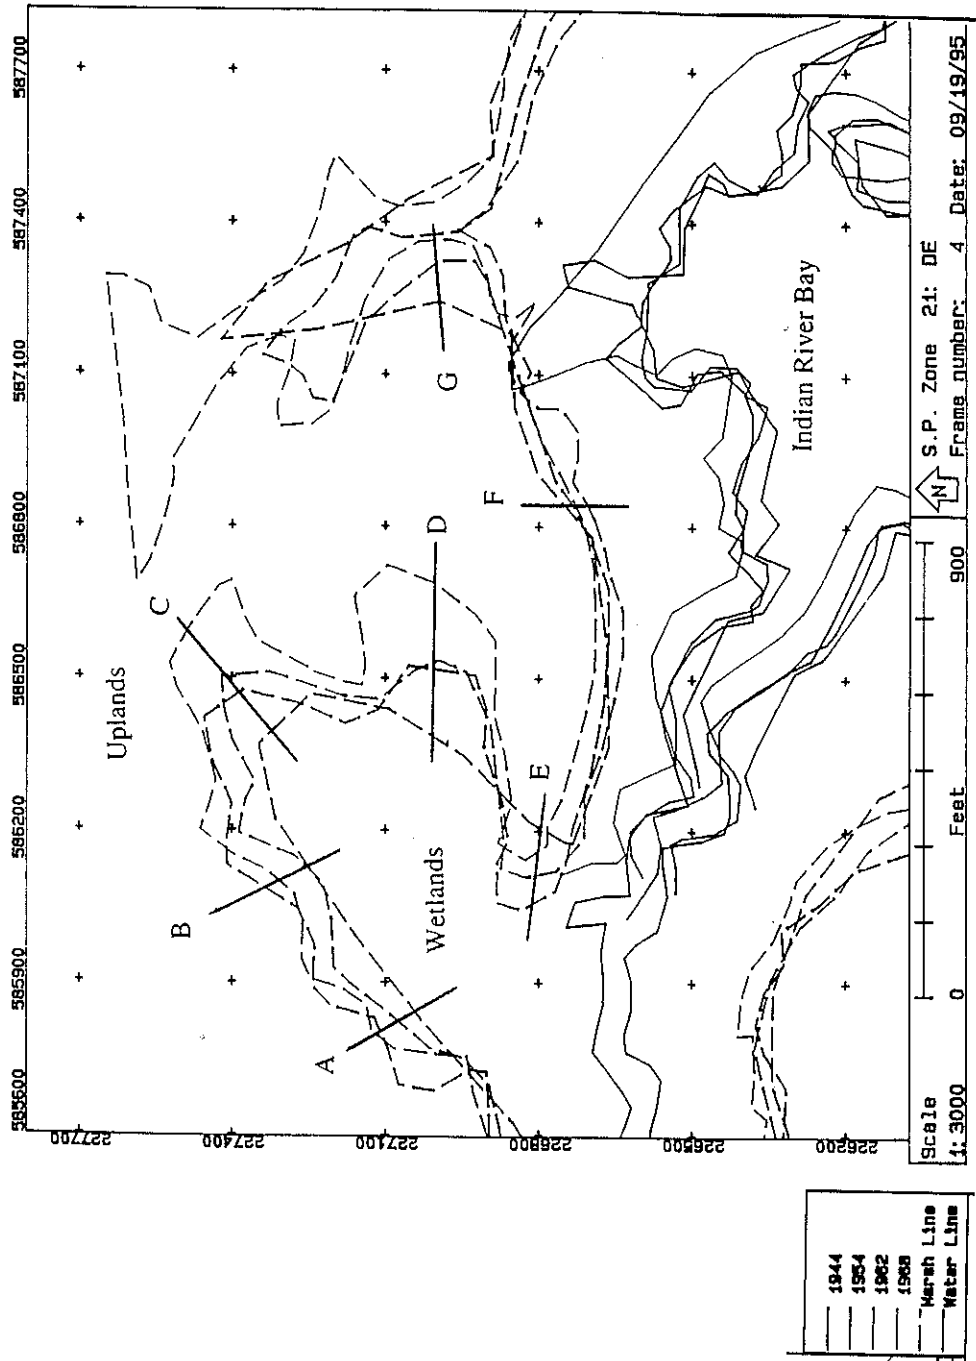 587700
587400
587100
586800
586500
586200
585900
585600
227700
227400
227100
226800
226500
226200
Uplands
Wetlands
Indian River Bay
A
B
C
D
E
F
G
Scale
1: 3000
0
Feet
900
N
S.P. Zone 21: DE
Frame number: 4 Date: 09/19/95
1944
1954
1962
1968
Marsh Line
Water Line